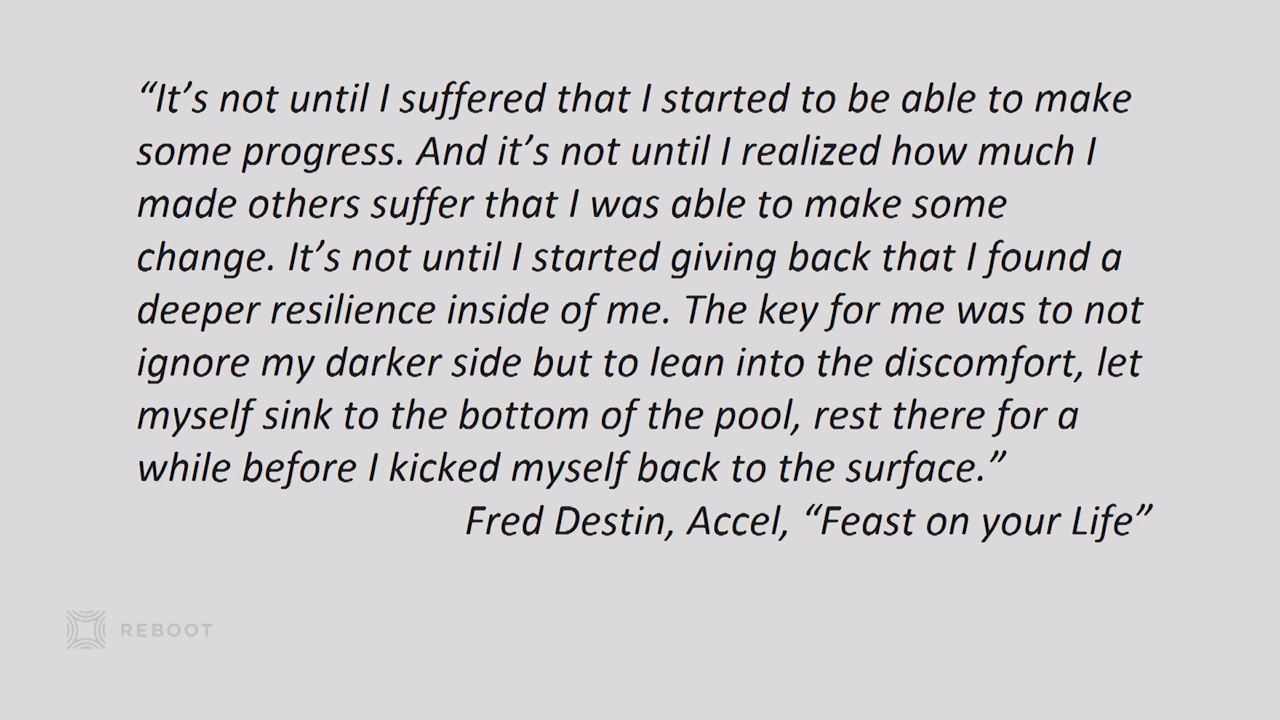 “It’s not until I suffered that I started to be able to make
some progress. And it’s not until I realized how much I
made others suffer that I was able to make some
change. It’s not until I started giving back that I found a
deeper resilience inside of me. The key for me was to not
ignore my darker side but to lean into the discomfort, let
myself sink to the bottom of the pool, rest there for a
while before I kicked myself back to the surface.”
Fred Destin, Accel, “Feast on your Life”
REBOOT